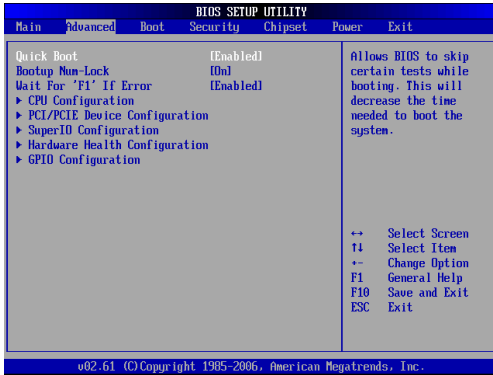 BIOS SETUP UTILITY
Main Advanced Boot Security Chipset Power Exit
Quick Boot [Enabled]
Bootup Num-Lock [On]
Wait For 'F1' If Error [Enabled]
▶ CPU Configuration
▶ PCI/PCIE Device Configuration
▶ SuperIO Configuration
▶ Hardware Health Configuration
▶ GPIO Configuration
Allows BIOS to skip
certain tests while
booting. This will
decrease the time
needed to boot the
system.
↔ Select Screen
↑↓ Select Item
+- Change Option
F1 General Help
F10 Save and Exit
ESC Exit
v02.61 (C)Copyright 1985-2006, American Megatrends, Inc.